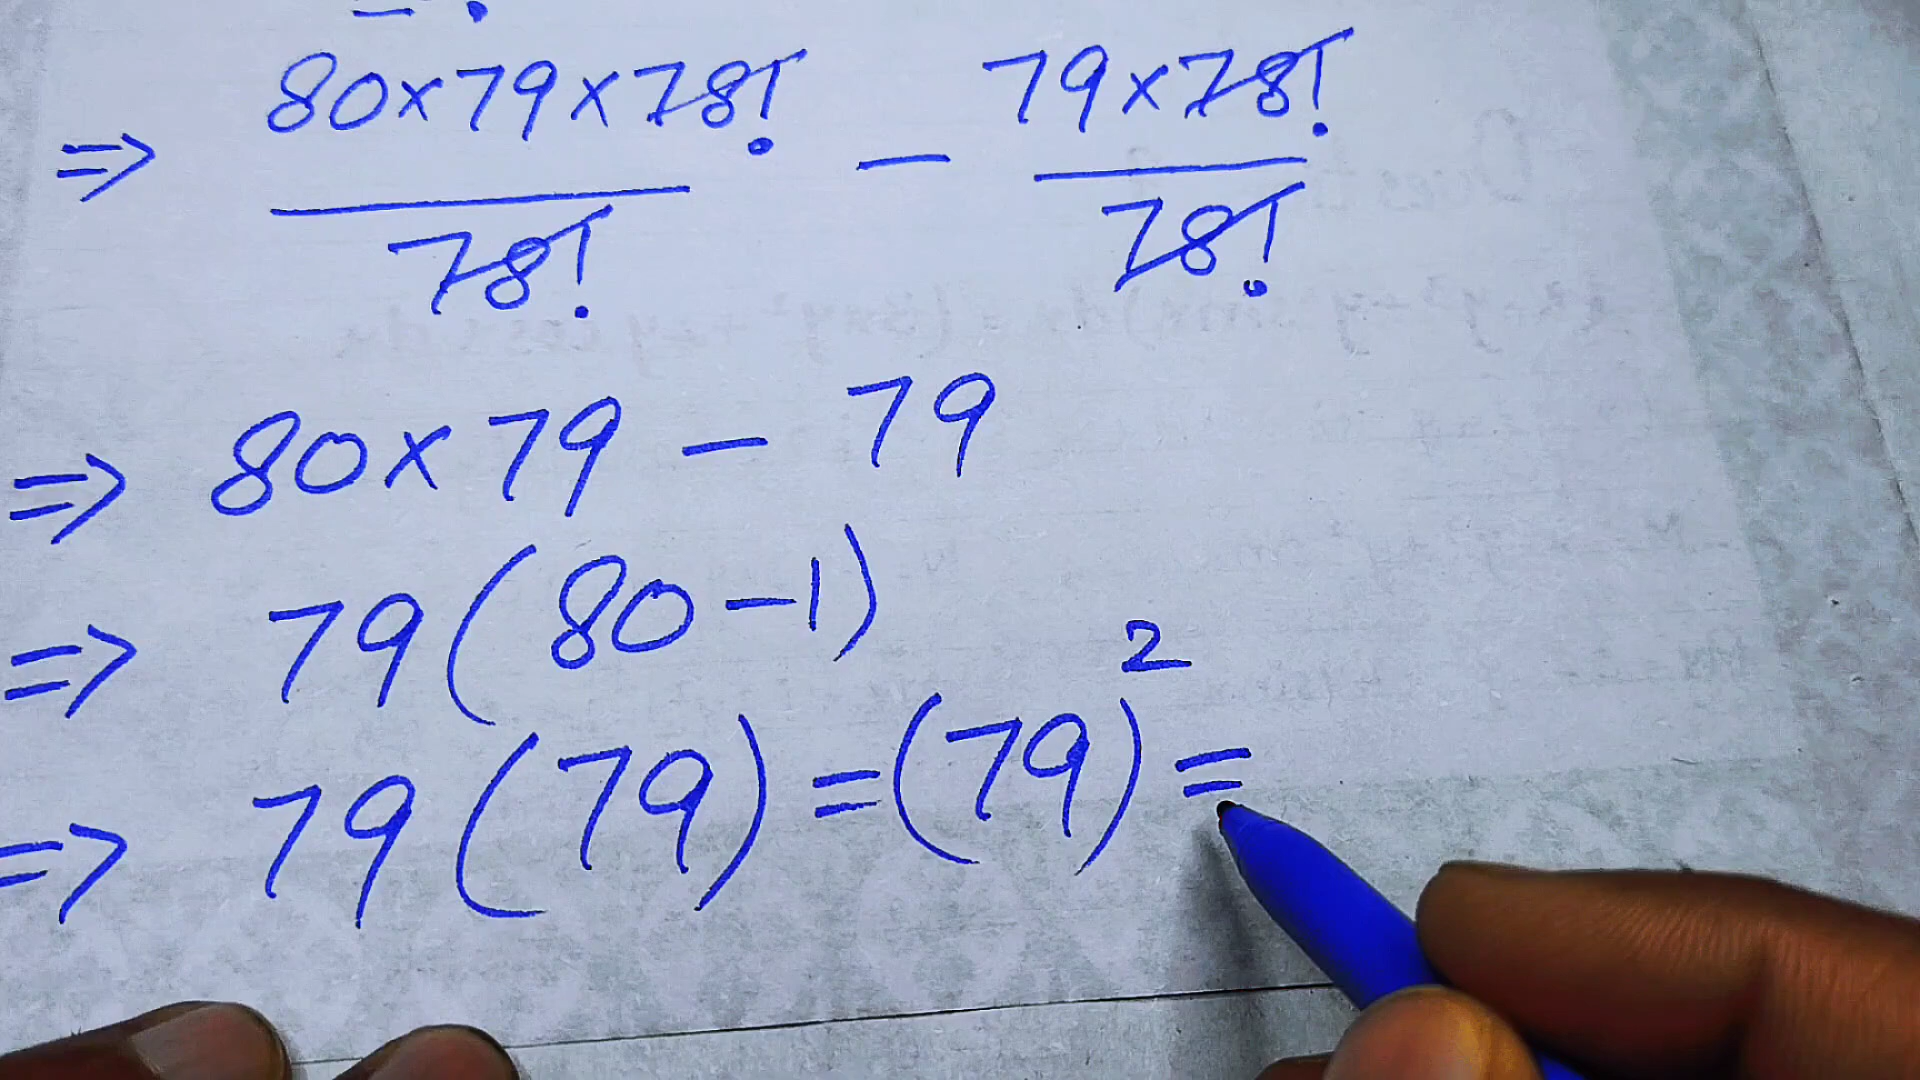 ⇒ 80×79×78!/78! − 79×78!/78!
⇒ 80×79 − 79
⇒ 79(80−1)
⇒ 79(79) = (79)² =